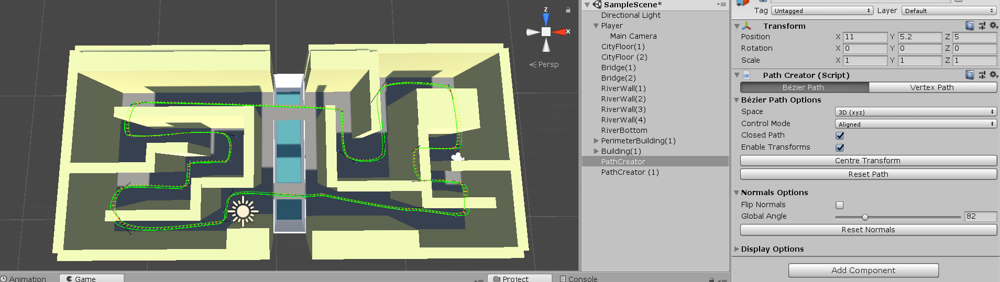 z
x
Persp
Animation
Game
Project
Console
SampleScene*
Directional Light
Player
Main Camera
CityFloor(1)
CityFloor (2)
Bridge(1)
Bridge(2)
RiverWall(1)
RiverWall(2)
RiverWall(3)
RiverWall(4)
RiverBottom
PerimeterBuilding(1)
Building(1)
PathCreator
PathCreator (1)
Tag Untagged Layer Default
Transform
Position X 11 Y 5.2 Z 5
Rotation X 0 Y 0 Z 0
Scale X 1 Y 1 Z 1
Path Creator (Script)
Bézier Path Vertex Path
Bézier Path Options
Space 3D (xyz)
Control Mode Aligned
Closed Path
Enable Transforms
Centre Transform
Reset Path
Normals Options
Flip Normals
Global Angle 82
Reset Normals
Display Options
Add Component